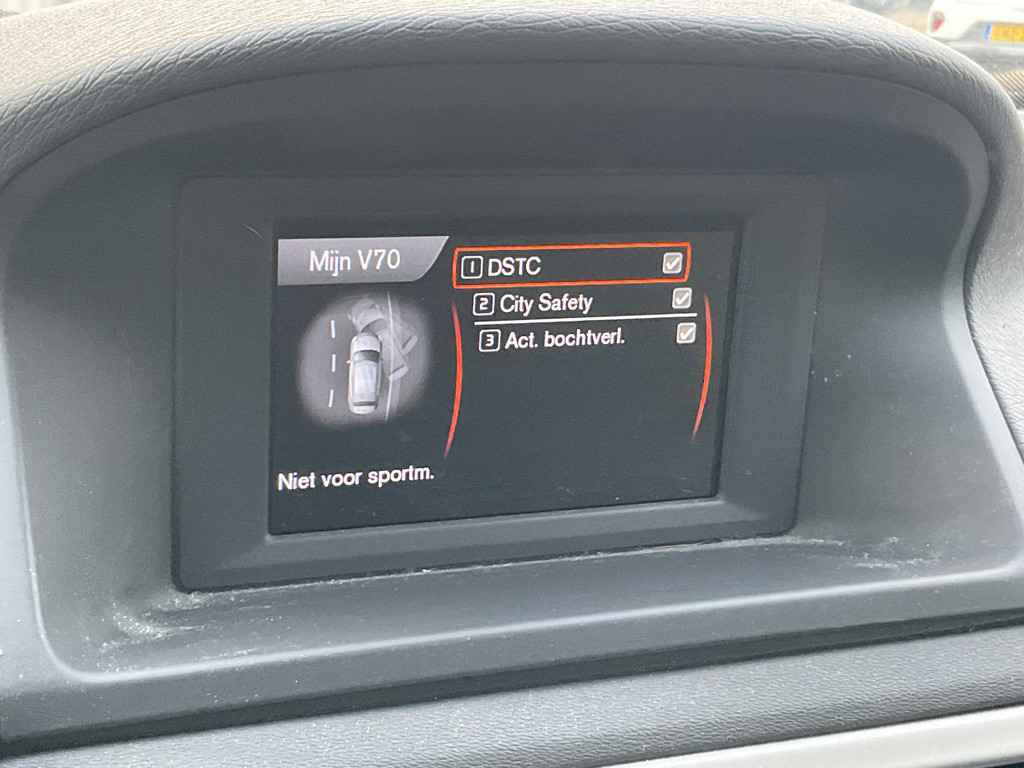 Mijn V70
1 DSTC
2 City Safety
3 Act. bochtverl.
Niet voor sportm.